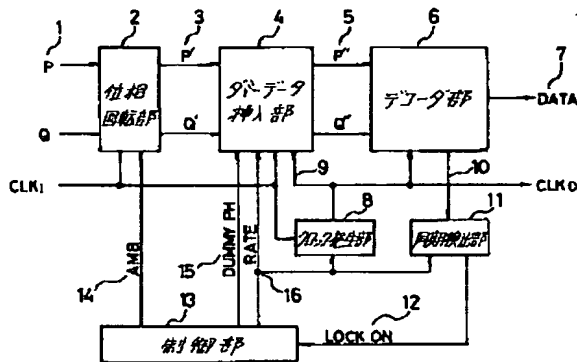 1
2
3
4
5
6
7
P
P'
P"
位相
回転部
ダミーデータ
挿入部
デコーダ部
DATA
Q
Q'
Q"
9
10
CLK1
CLKO
8
11
クロック発生部
同期検出部
AMB
DUMMY PH
RATE
14
15
16
12
13
LOCK ON
制御部